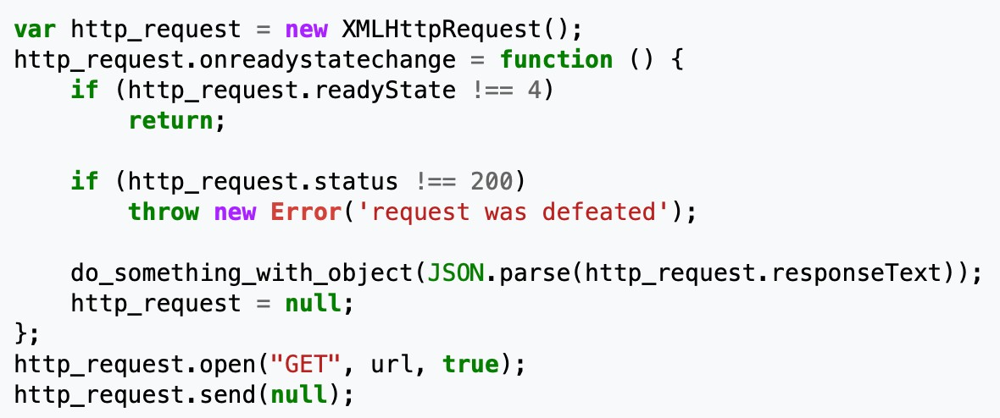 var http_request = new XMLHttpRequest();
http_request.onreadystatechange = function () {
    if (http_request.readyState !== 4)
        return;

    if (http_request.status !== 200)
        throw new Error('request was defeated');

    do_something_with_object(JSON.parse(http_request.responseText));
    http_request = null;
};
http_request.open("GET", url, true);
http_request.send(null);